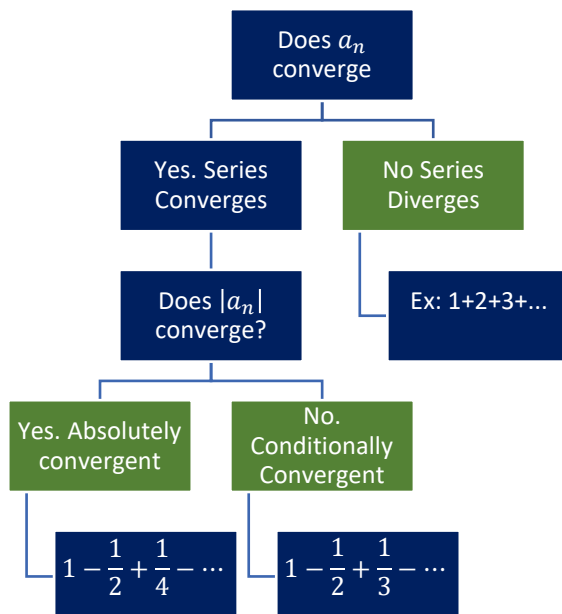 Does aₙ
converge
Yes. Series
Converges
No Series
Diverges
Does |aₙ|
converge?
Ex: 1+2+3+...
Yes. Absolutely
convergent
No.
Conditionally
Convergent
1 − 1/2 + 1/4 − ⋯
1 − 1/2 + 1/3 − ⋯